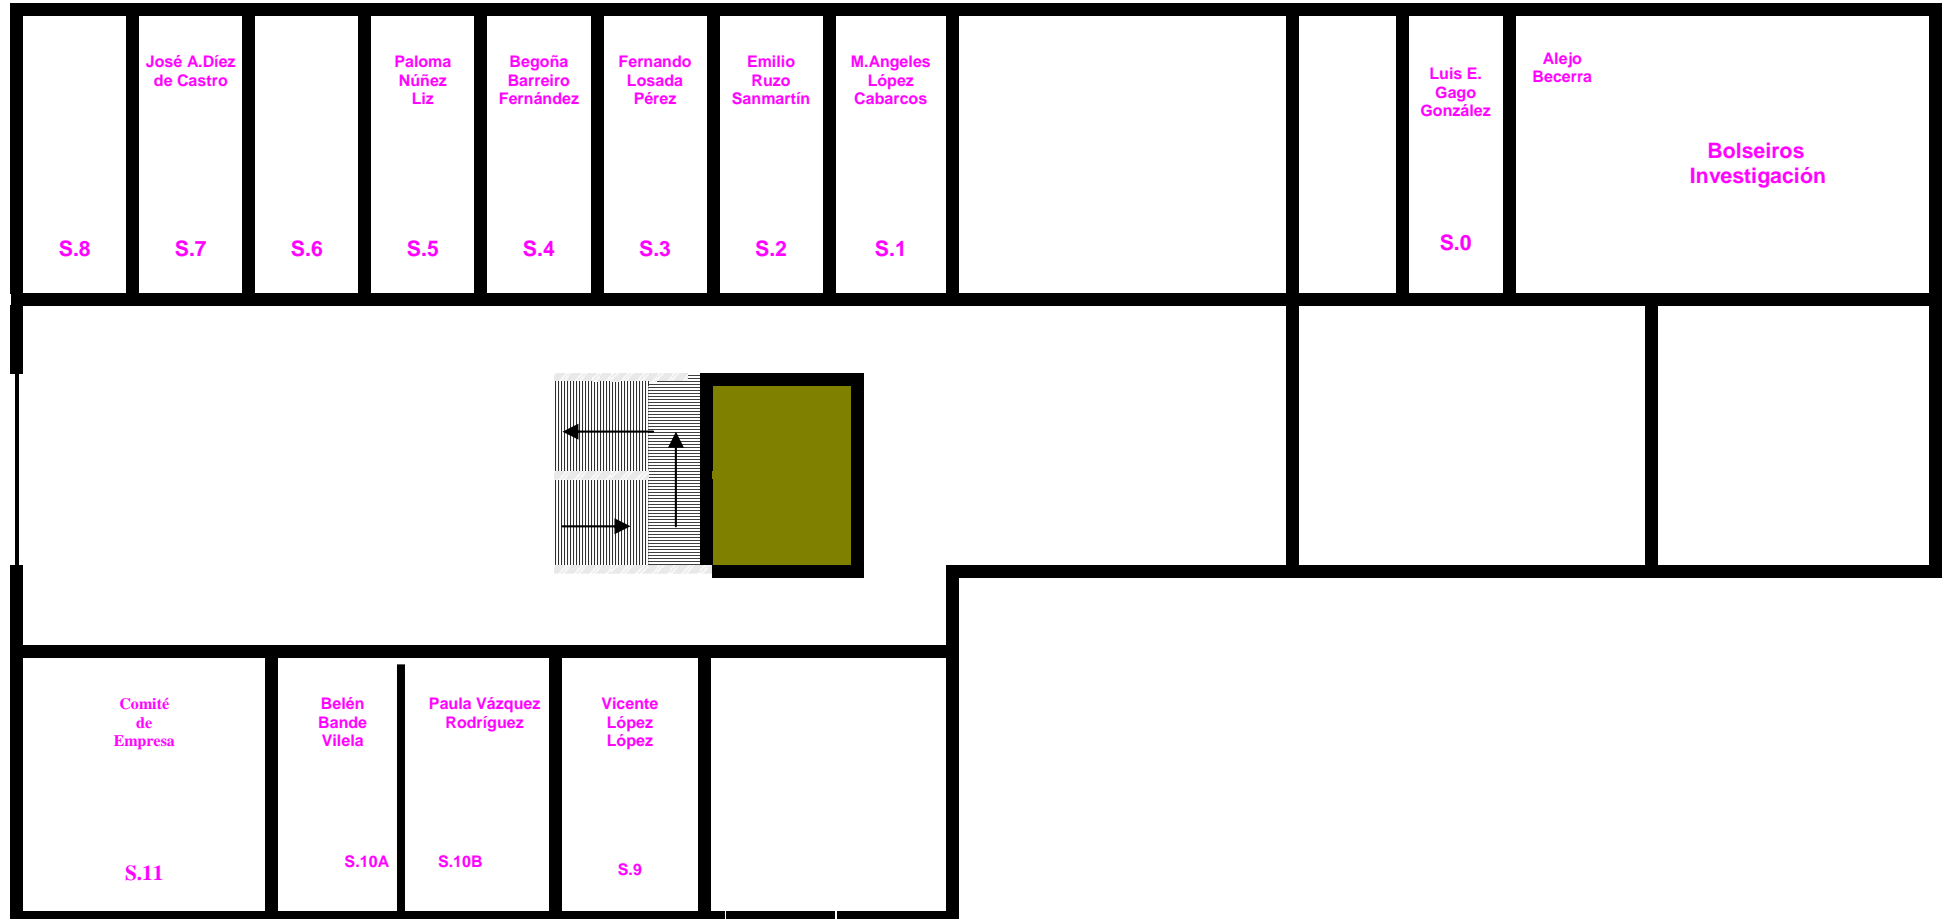 José A.Díez
de Castro
Paloma
Núñez
Liz
Begoña
Barreiro
Fernández
Fernando
Losada
Pérez
Emilio
Ruzo
Sanmartín
M.Angeles
López
Cabarcos
Luis E.
Gago
González
Alejo
Becerra
Bolseiros
Investigación
S.8
S.7
S.6
S.5
S.4
S.3
S.2
S.1
S.0
Comité
de
Empresa
Belén
Bande
Vilela
Paula Vázquez
Rodríguez
Vicente
López
López
S.11
S.10A
S.10B
S.9